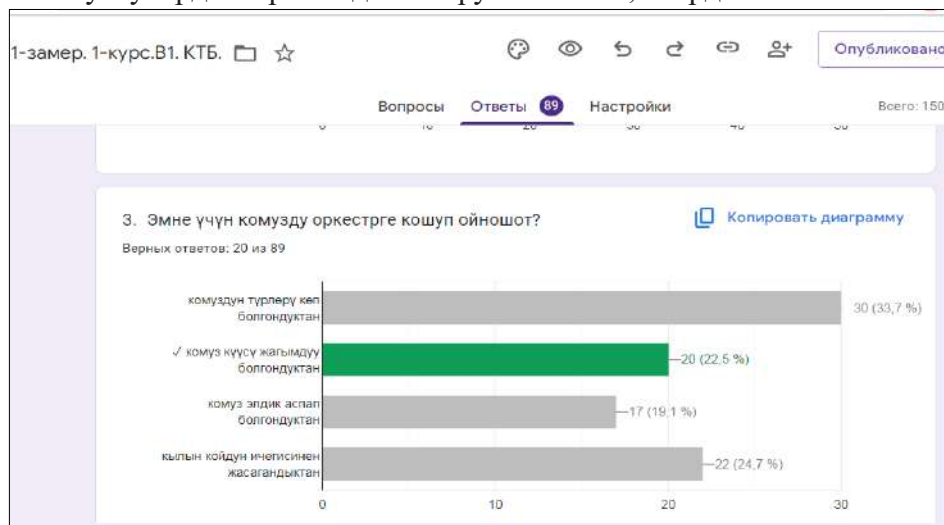 1-замер. 1-курс.В1. КТБ.
Опубликовано
Вопросы Ответы 89 Настройки
Всего: 150
3. Эмне үчүн комузду оркестрге кошуп ойношот?
Копировать диаграмму
Верных ответов: 20 из 89
комуздун түрлөрү көп
болгондуктан
30 (33,7 %)
✓ комуз күүсү жагымдуу
болгондуктан
20 (22,5 %)
комуз элдик аспап
болгондуктан
17 (19,1 %)
кылын койдун ичегисинен
жасагандыктан
22 (24,7 %)
0 10 20 30